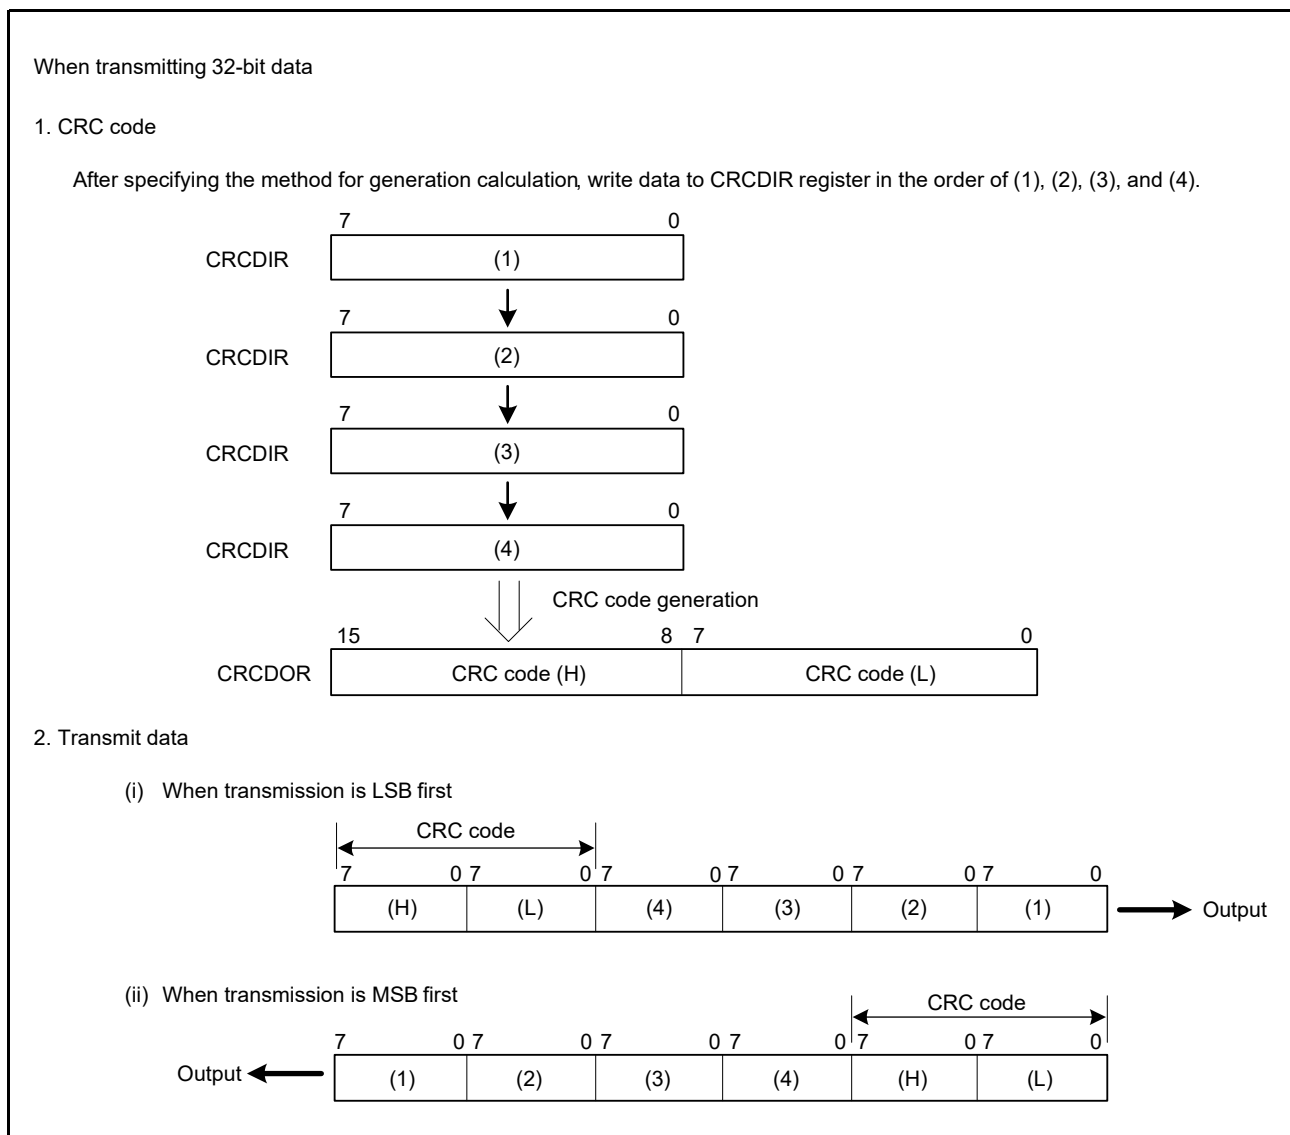 When transmitting 32-bit data
1. CRC code
After specifying the method for generation calculation, write data to CRCDIR register in the order of (1), (2), (3), and (4).
7 0
CRCDIR (1)
7 0
CRCDIR (2)
7 0
CRCDIR (3)
7 0
CRCDIR (4)
CRC code generation
15 8 7 0
CRCDOR CRC code (H) CRC code (L)
2. Transmit data
(i) When transmission is LSB first
CRC code
7 0 7 0 7 0 7 0 7 0 7 0
(H) (L) (4) (3) (2) (1) Output
(ii) When transmission is MSB first
CRC code
7 0 7 0 7 0 7 0 7 0 7 0
Output (1) (2) (3) (4) (H) (L)